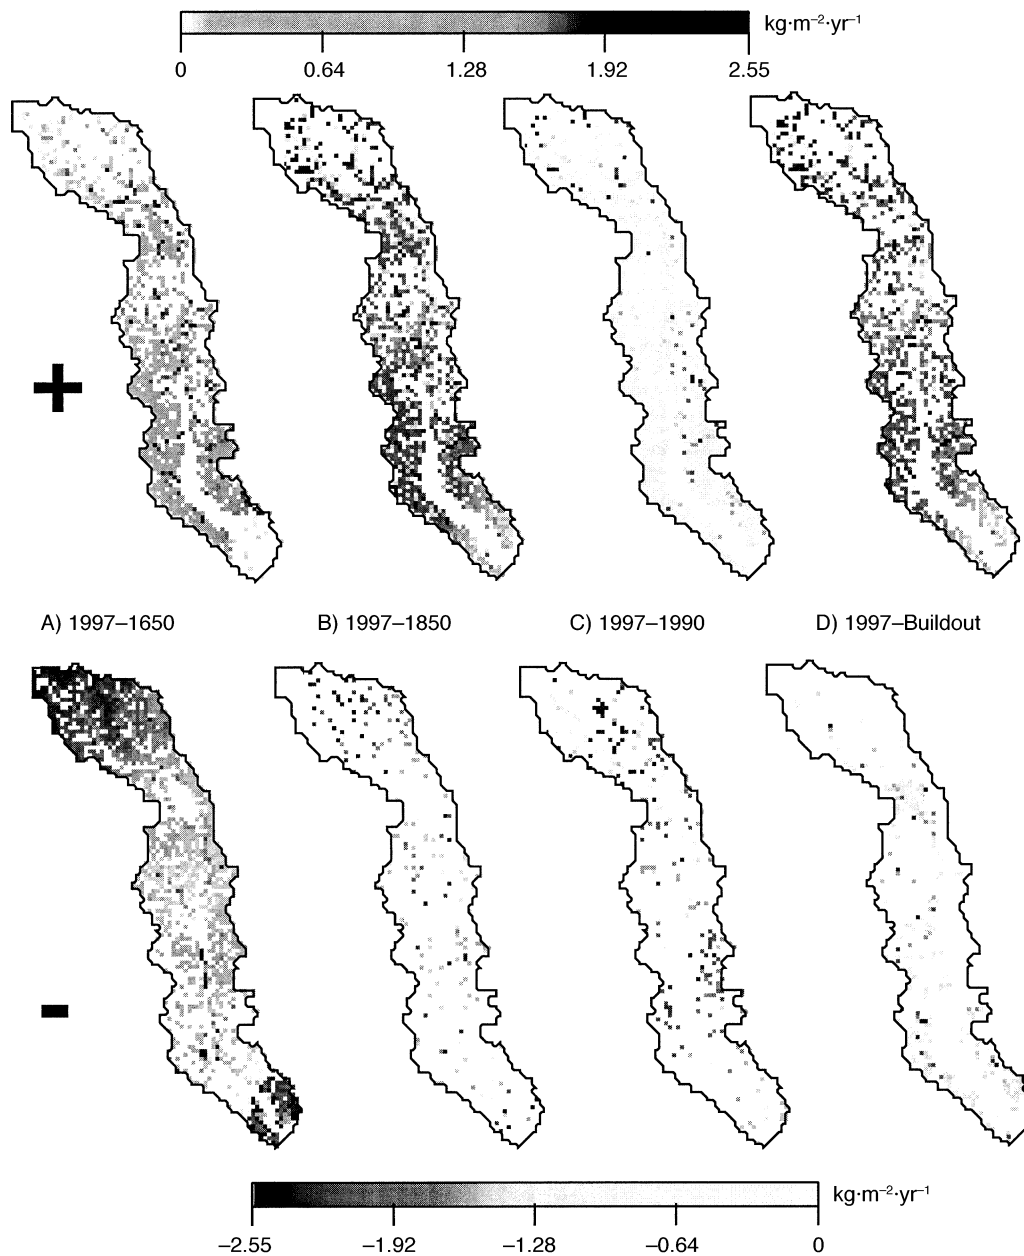 kg·m⁻²·yr⁻¹
0 0.64 1.28 1.92 2.55
+
A) 1997–1650 B) 1997–1850 C) 1997–1990 D) 1997–Buildout
–
kg·m⁻²·yr⁻¹
–2.55 –1.92 –1.28 –0.64 0